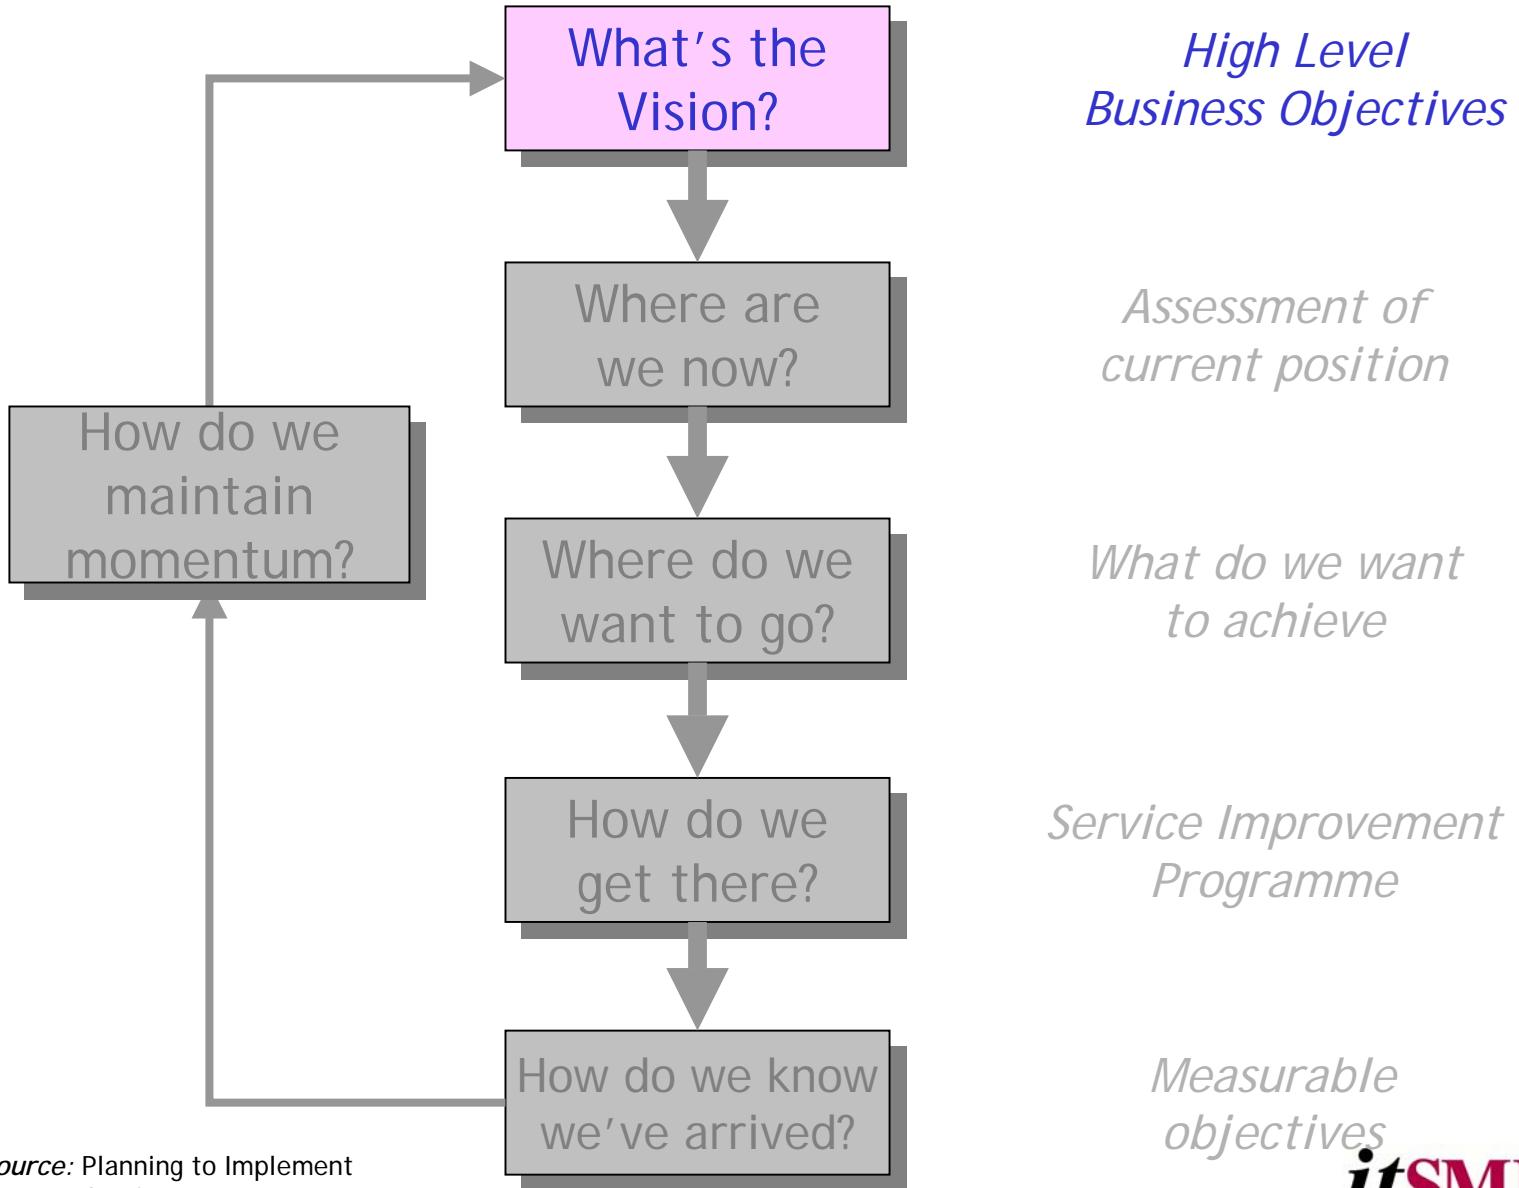 What's the
Vision?
High Level
Business Objectives
Where are
we now?
Assessment of
current position
How do we
maintain
momentum?
Where do we
want to go?
What do we want
to achieve
How do we
get there?
Service Improvement
Programme
How do we know
we've arrived?
Measurable
objectives
ource: Planning to Implement
itSM